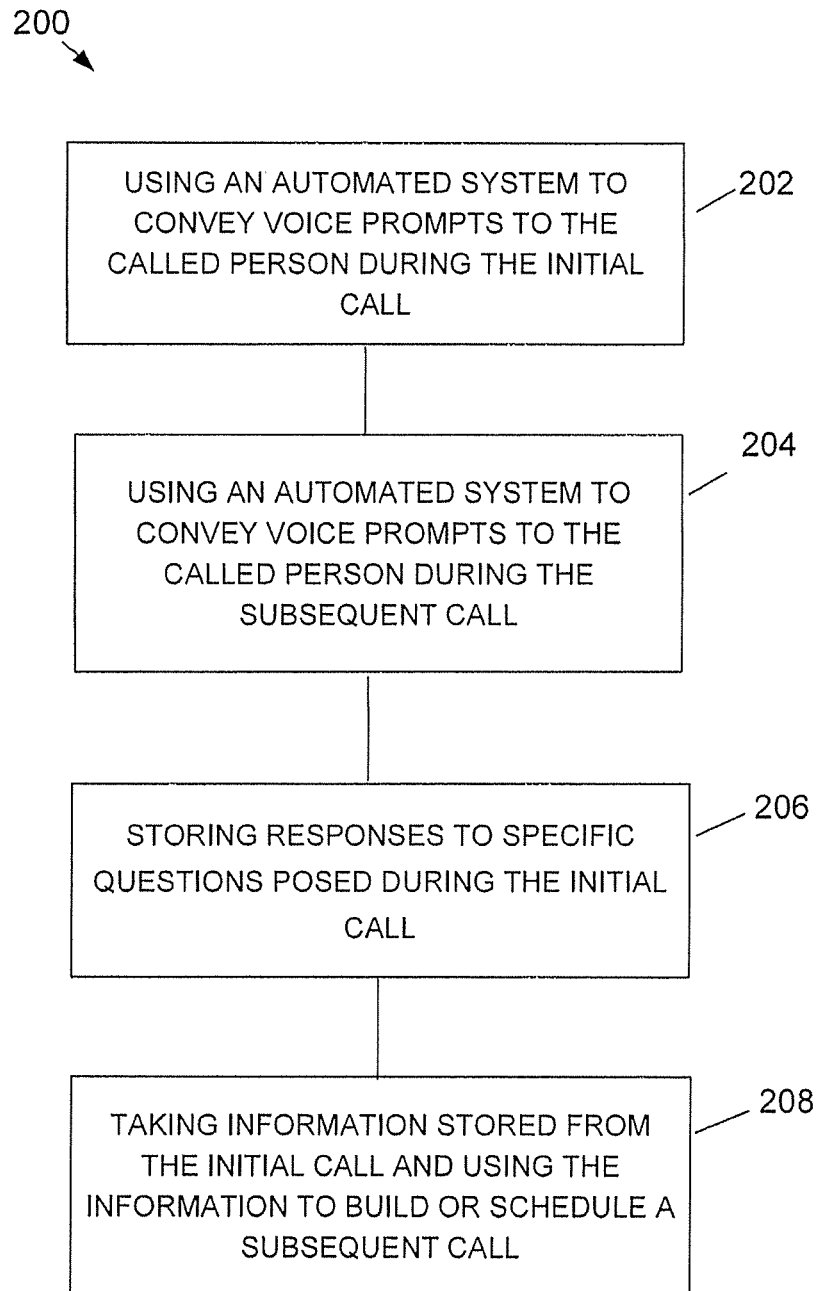 200
USING AN AUTOMATED SYSTEM TO
CONVEY VOICE PROMPTS TO THE
CALLED PERSON DURING THE INITIAL
CALL
202
USING AN AUTOMATED SYSTEM TO
CONVEY VOICE PROMPTS TO THE
CALLED PERSON DURING THE
SUBSEQUENT CALL
204
STORING RESPONSES TO SPECIFIC
QUESTIONS POSED DURING THE INITIAL
CALL
206
TAKING INFORMATION STORED FROM
THE INITIAL CALL AND USING THE
INFORMATION TO BUILD OR SCHEDULE A
SUBSEQUENT CALL
208